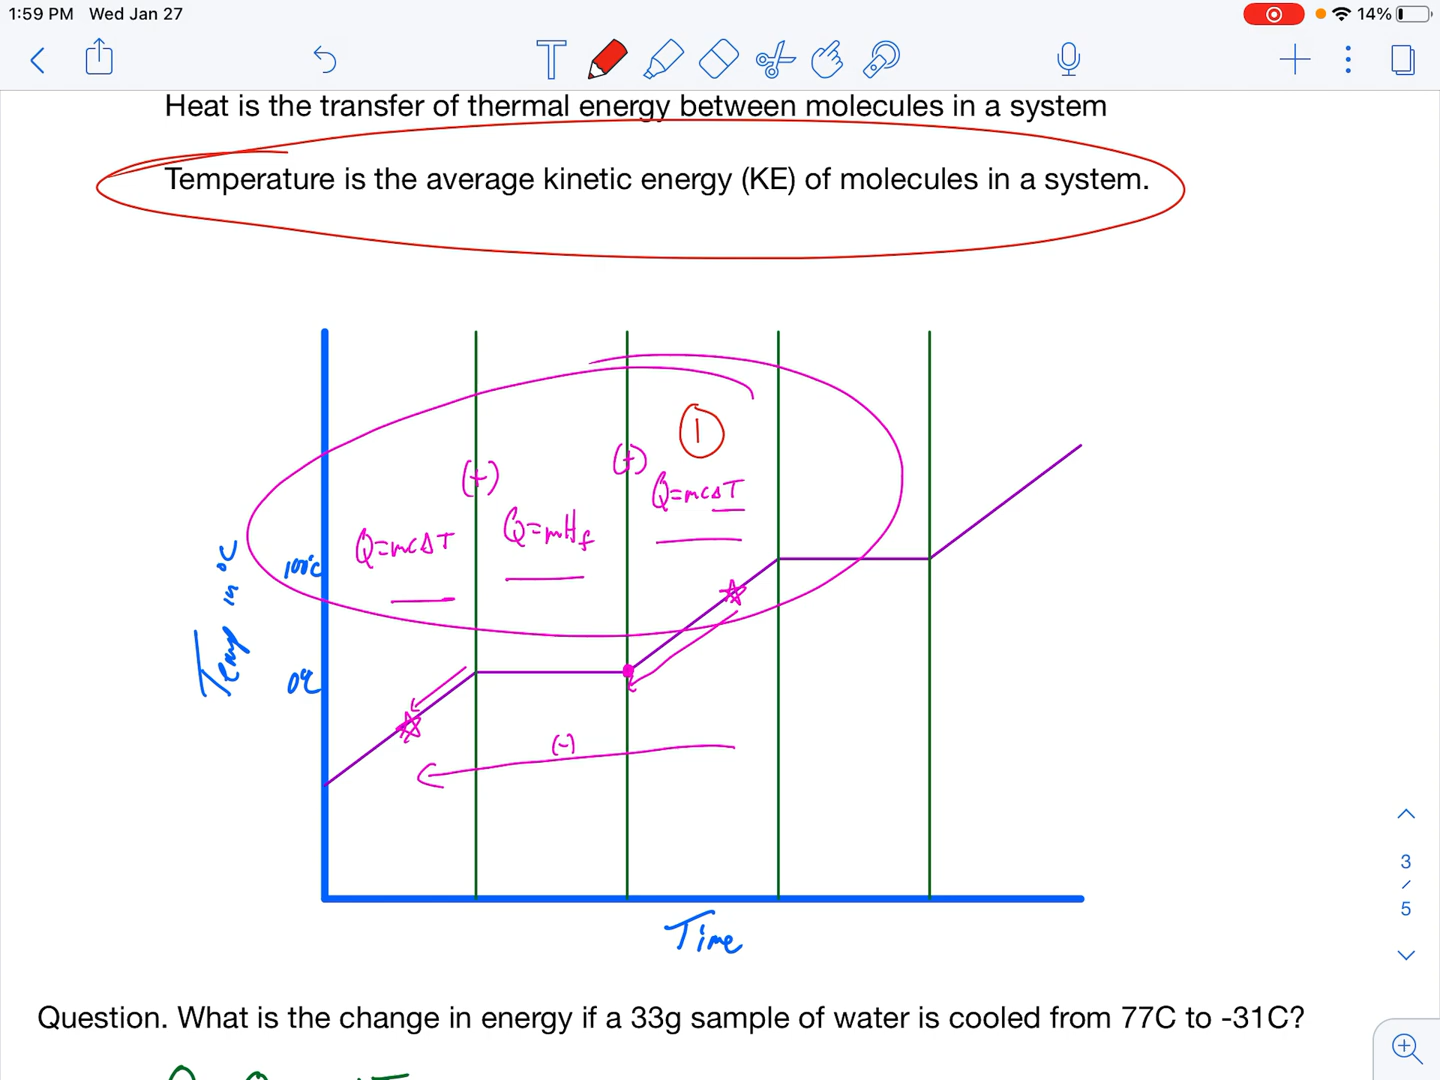 1:59 PM Wed Jan 27
14%
Heat is the transfer of thermal energy between molecules in a system
Temperature is the average kinetic energy (KE) of molecules in a system.
1
(+)
(+)
Q=mcΔT
Q=mHf
Q=mcΔT
100°C
Temp in °C
0°C
(-)
Time
3
/
5
Question. What is the change in energy if a 33g sample of water is cooled from 77C to -31C?